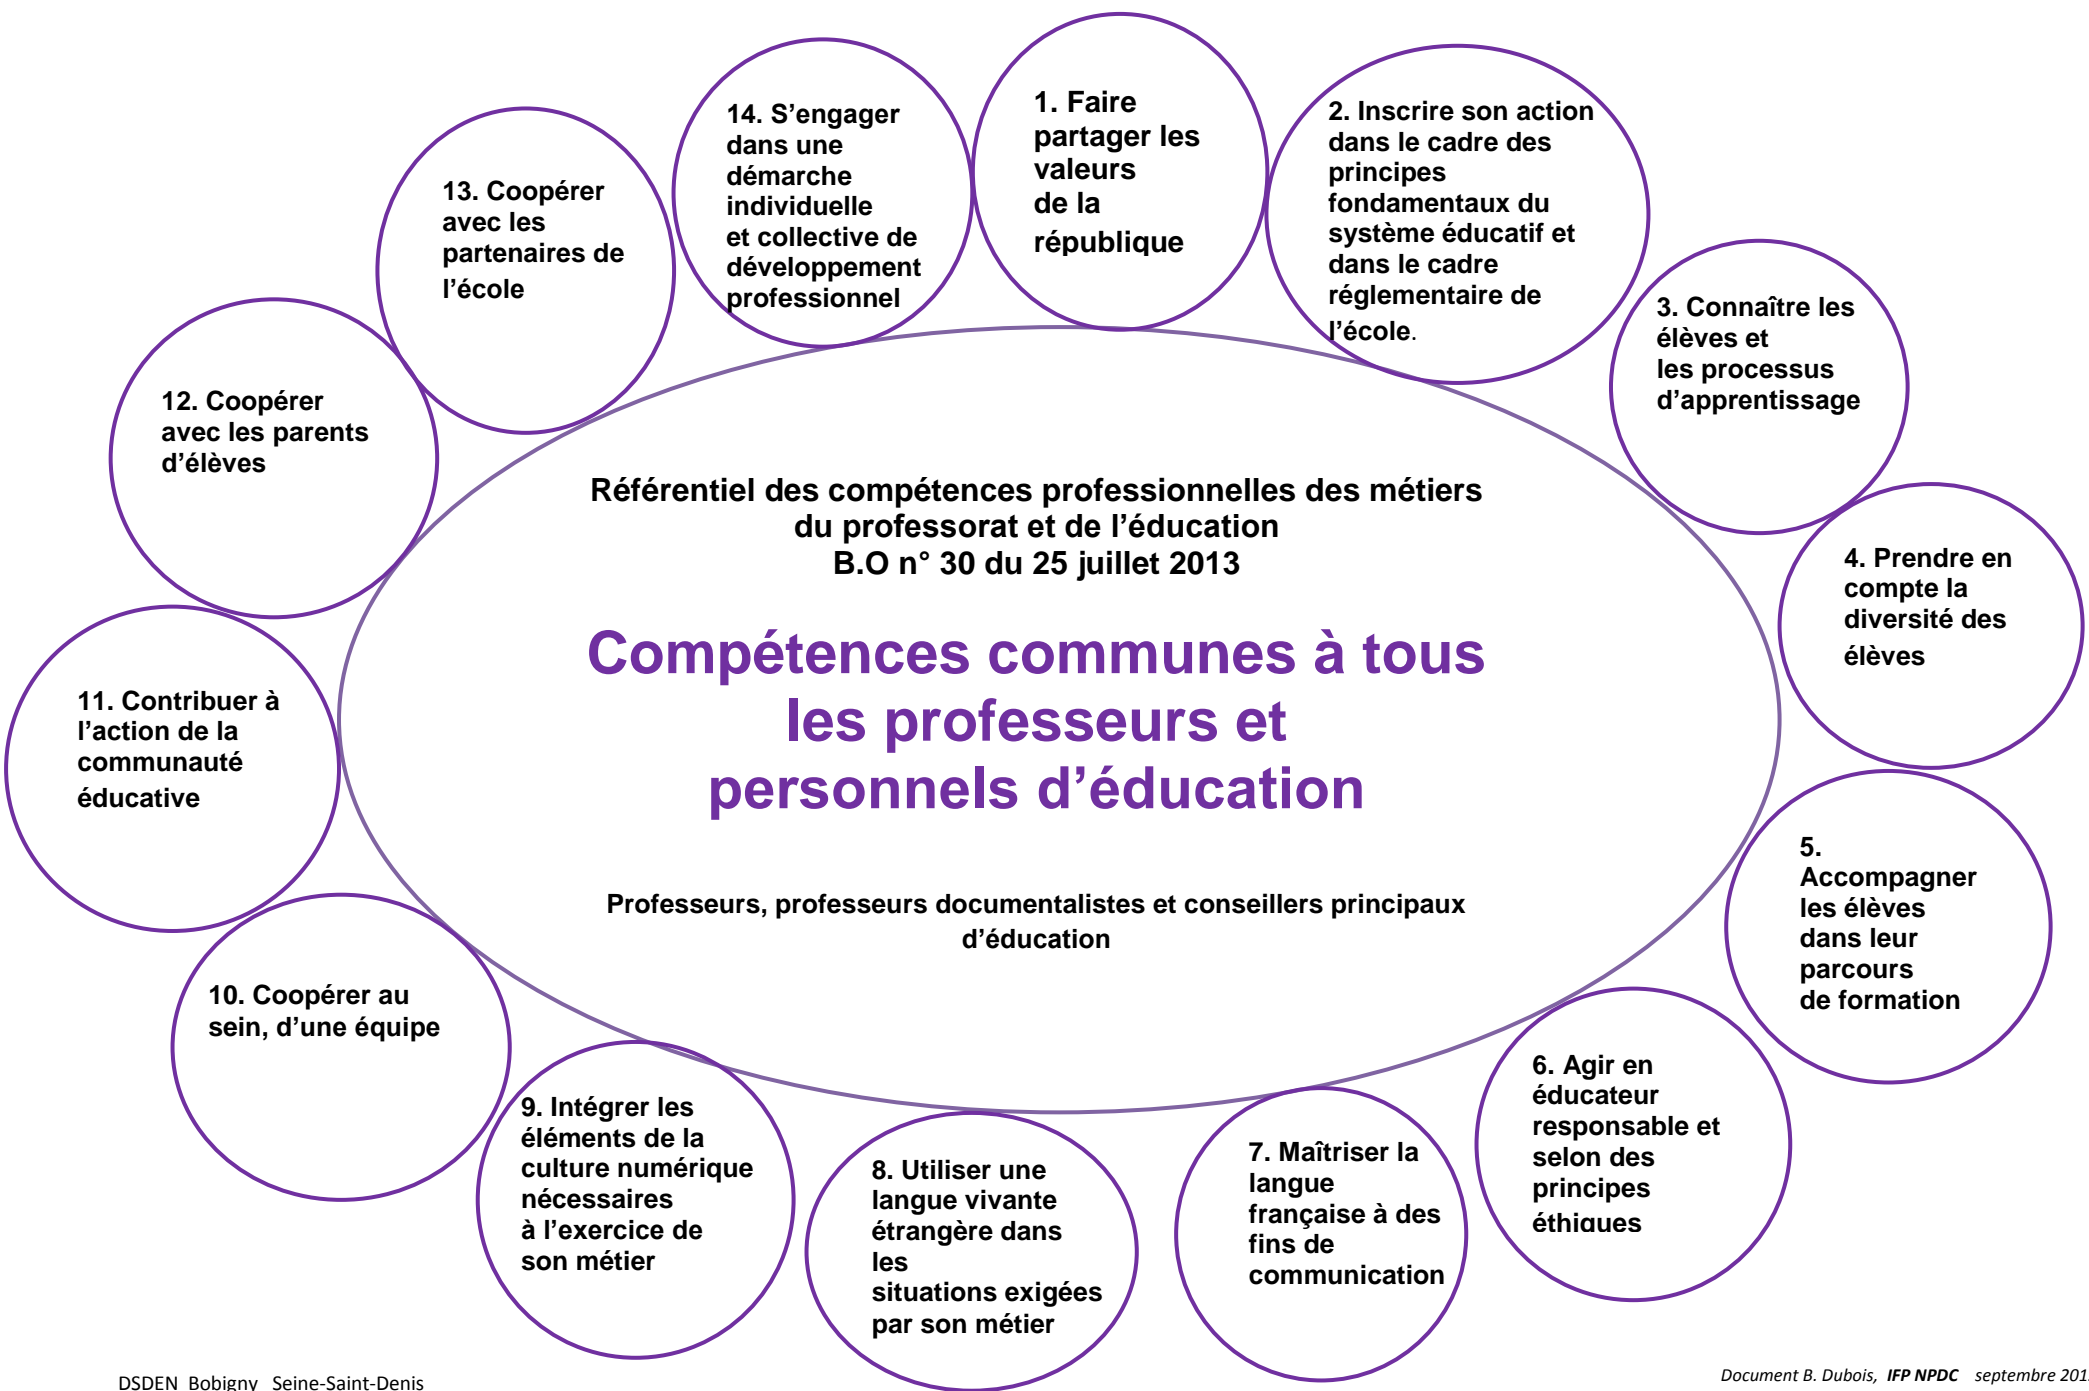 1. Faire
partager les
valeurs
de la
république
2. Inscrire son action
dans le cadre des
principes
fondamentaux du
système éducatif et
dans le cadre
réglementaire de
l’école.
3. Connaître les
élèves et
les processus
d’apprentissage
4. Prendre en
compte la
diversité des
élèves
5.
Accompagner
les élèves
dans leur
parcours
de formation
6. Agir en
éducateur
responsable et
selon des
principes
éthiques
7. Maîtriser la
langue
française à des
fins de
communication
8. Utiliser une
langue vivante
étrangère dans
les
situations exigées
par son métier
9. Intégrer les
éléments de la
culture numérique
nécessaires
à l’exercice de
son métier
10. Coopérer au
sein, d’une équipe
11. Contribuer à
l’action de la
communauté
éducative
12. Coopérer
avec les parents
d’élèves
13. Coopérer
avec les
partenaires de
l’école
14. S’engager
dans une
démarche
individuelle
et collective de
développement
professionnel
Référentiel des compétences professionnelles des métiers
du professorat et de l’éducation
B.O n° 30 du 25 juillet 2013
Compétences communes à tous
les professeurs et
personnels d’éducation
Professeurs, professeurs documentalistes et conseillers principaux
d’éducation
DSDEN Bobigny Seine-Saint-Denis
Document B. Dubois, IFP NPDC septembre